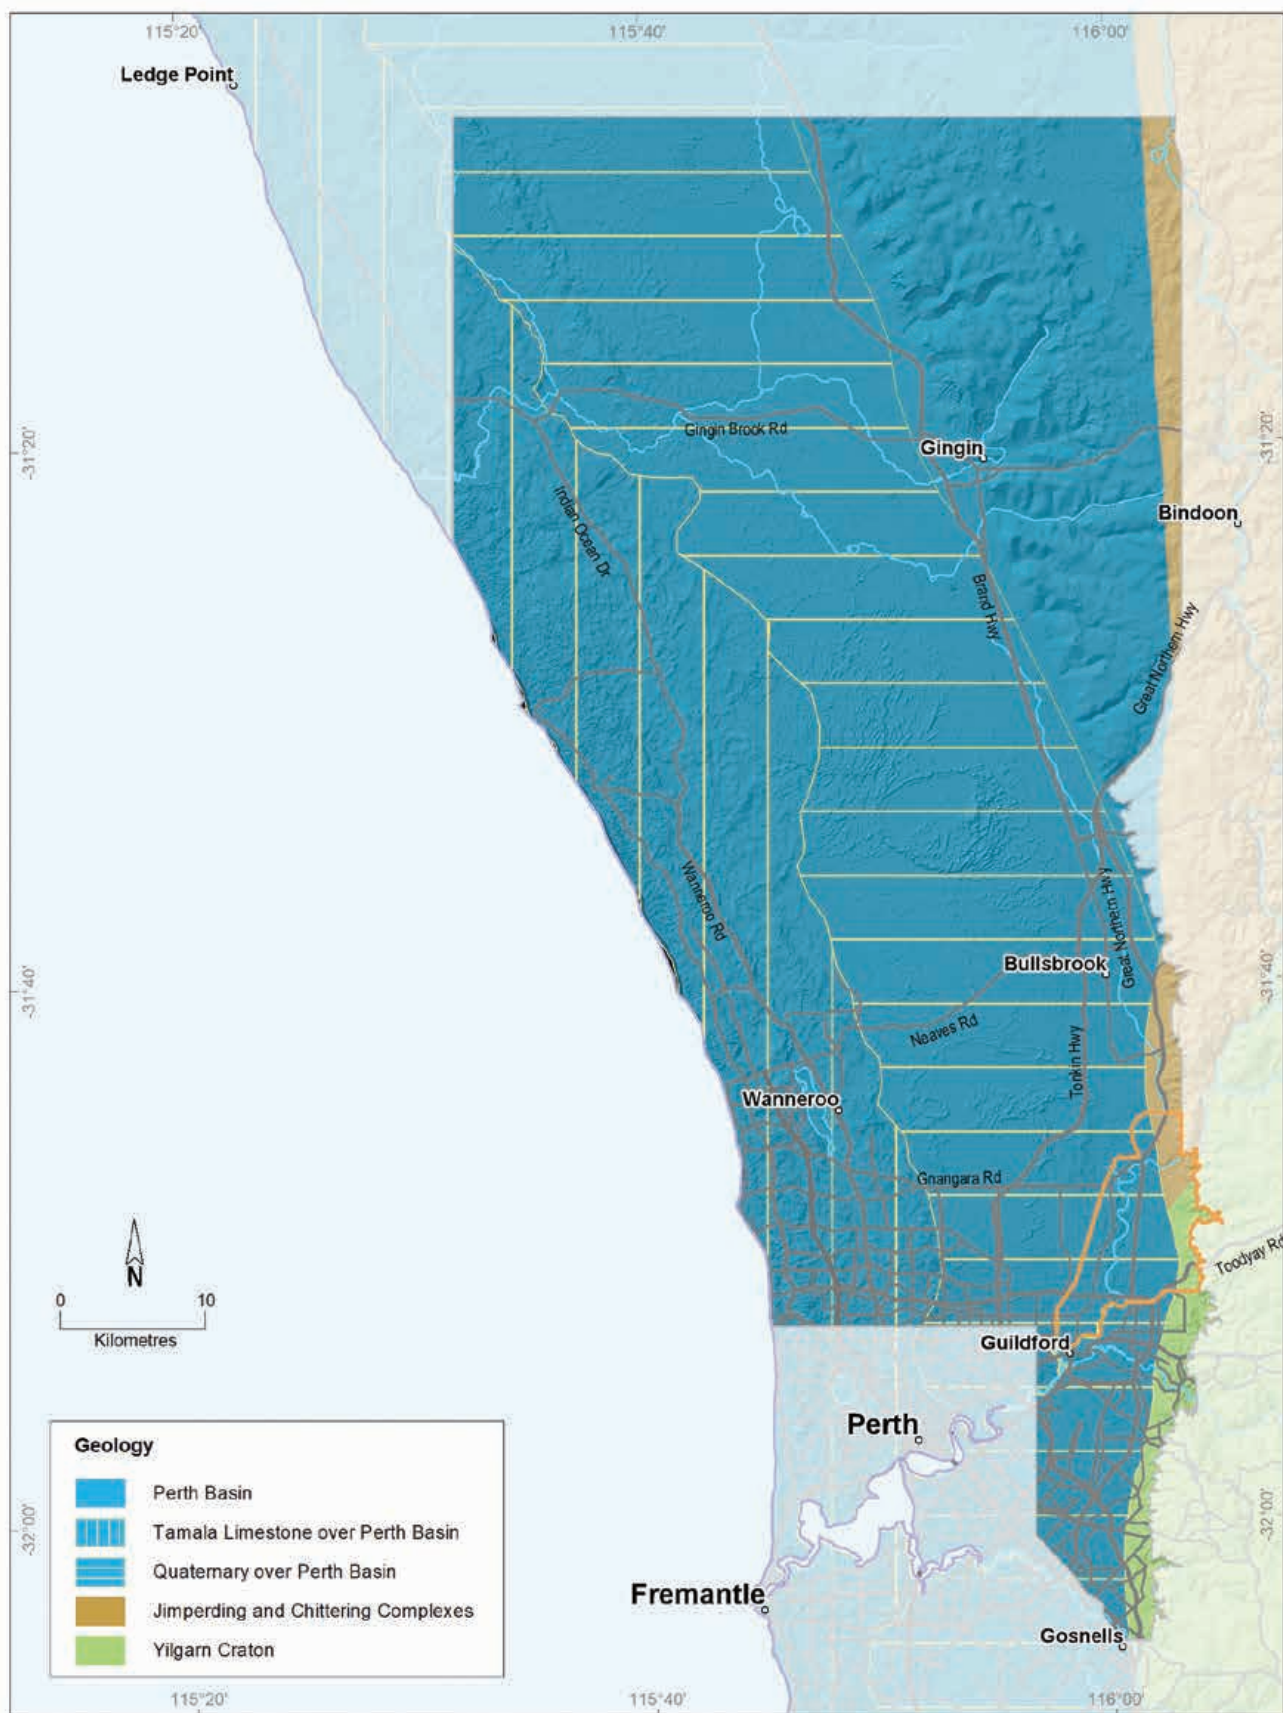 115°20'
115°40'
116°00'
Ledge Point
Gingin Brook Rd
Gingin
-31°20'
-31°20'
Bindoon
Indian Ocean Dr
Brand Hwy
Great Northern Hwy
Wanneroo Rd
Great Northern Hwy
Bullsbrook
-31°40'
-31°40'
Neaves Rd
Tonkin Hwy
Wanneroo
Gnangara Rd
Toodyay Rd
N
0
10
Kilometres
Guildford
Perth
Geology
Perth Basin
Tamala Limestone over Perth Basin
Quaternary over Perth Basin
Jimperding and Chittering Complexes
Yilgarn Craton
-32°00'
-32°00'
Fremantle
Gosnells
115°20'
115°40'
116°00'